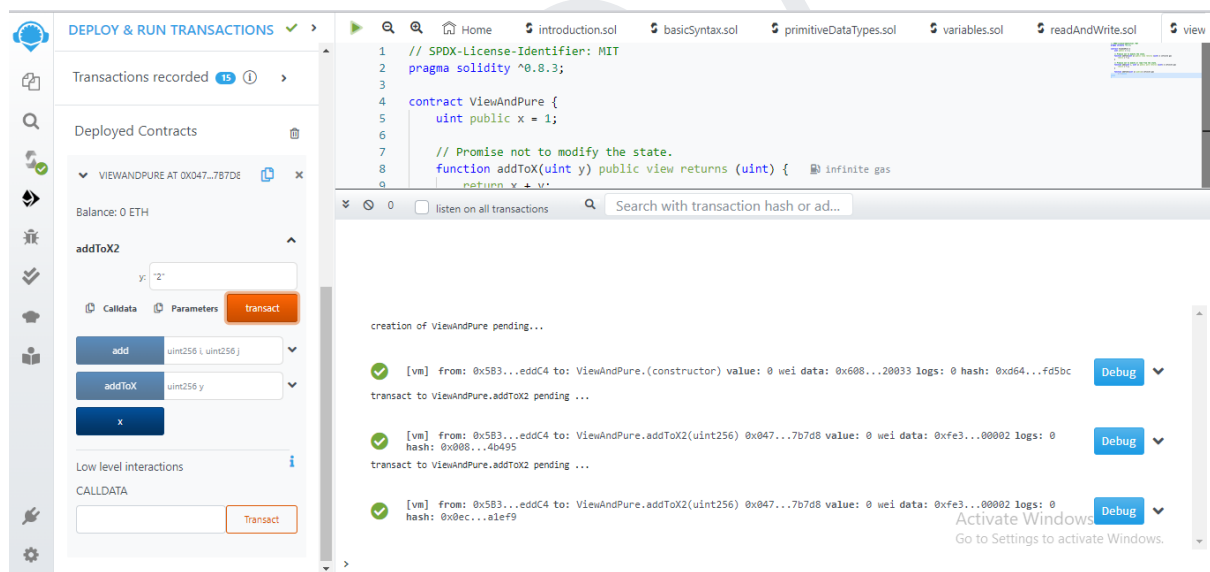 DEPLOY & RUN TRANSACTIONS
Transactions recorded 15 i
Deployed Contracts
VIEWANDPURE AT 0X047...7B7D8
Balance: 0 ETH
addToX2
y: "2"
Calldata Parameters transact
add uint256 i, uint256 j
addToX uint256 y
x
Low level interactions
CALLDATA
Transact
Home introduction.sol basicSyntax.sol primitiveDataTypes.sol variables.sol readAndWrite.sol view
1 // SPDX-License-Identifier: MIT
2 pragma solidity ^0.8.3;
3
4 contract ViewAndPure {
5 uint public x = 1;
6
7 // Promise not to modify the state.
8 function addToX(uint y) public view returns (uint) { infinite gas
9 return x + y;
0 listen on all transactions Search with transaction hash or ad...
creation of ViewAndPure pending...
[vm] from: 0x5B3...eddC4 to: ViewAndPure.(constructor) value: 0 wei data: 0x608...20033 logs: 0 hash: 0xd64...fd5bc Debug
transact to ViewAndPure.addToX2 pending ...
[vm] from: 0x5B3...eddC4 to: ViewAndPure.addToX2(uint256) 0x047...7b7d8 value: 0 wei data: 0xfe3...00002 logs: 0
hash: 0x008...4b495 Debug
transact to ViewAndPure.addToX2 pending ...
[vm] from: 0x5B3...eddC4 to: ViewAndPure.addToX2(uint256) 0x047...7b7d8 value: 0 wei data: 0xfe3...00002 logs: 0
hash: 0x0ec...a1ef9 Debug
Activate Windows
Go to Settings to activate Windows.
>